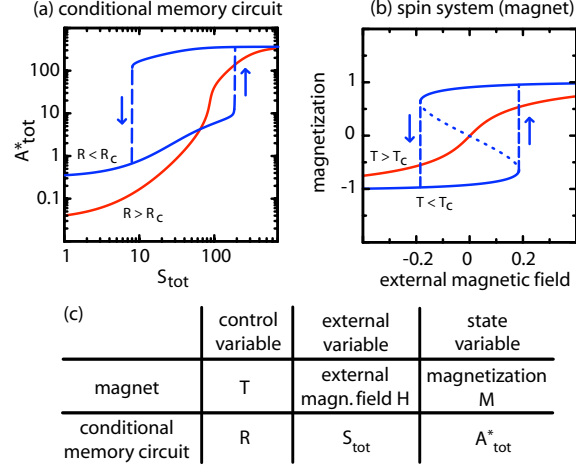 (a) conditional memory circuit
A*tot
100
10
1
0.1
R < Rc
R > Rc
1
10
100
Stot
(b) spin system (magnet)
magnetization
1
0
-1
T > Tc
T < Tc
-0.2
0
0.2
external magnetic field
(c)
control
variable
external
variable
state
variable
magnet
T
external
magn. field H
magnetization
M
conditional
memory circuit
R
Stot
A*tot